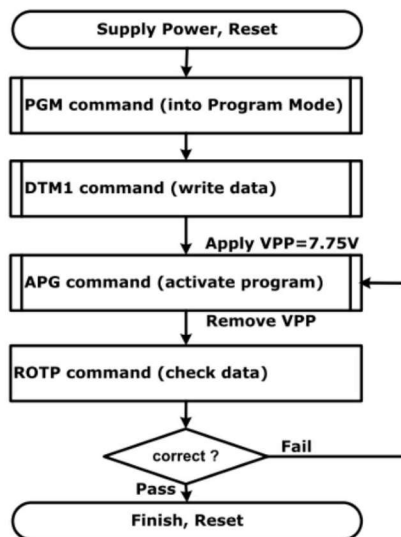 Supply Power, Reset
PGM command (into Program Mode)
DTM1 command (write data)
Apply VPP=7.75V
APG command (activate program)
Remove VPP
ROTP command (check data)
correct ?
Fail
Pass
Finish, Reset